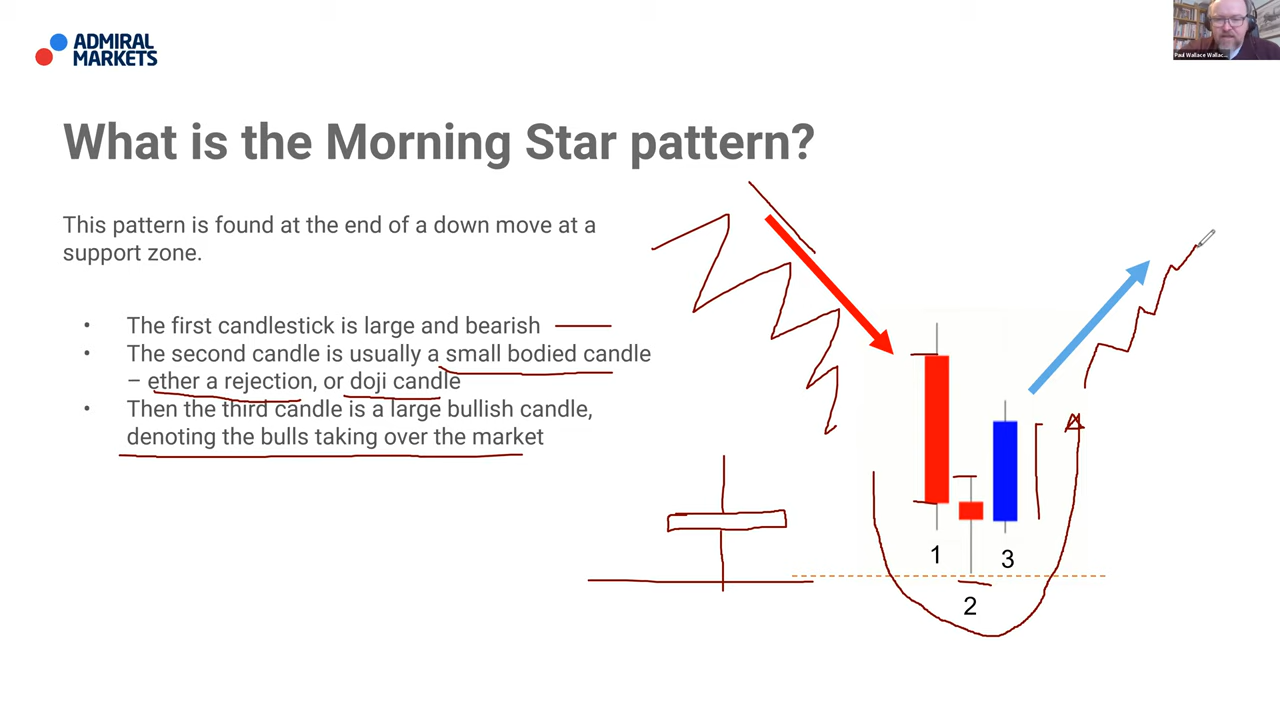 ADMIRAL
MARKETS
Paul Wallace Wallac...
What is the Morning Star pattern?
This pattern is found at the end of a down move at a
support zone.
• The first candlestick is large and bearish
• The second candle is usually a small bodied candle
– ether a rejection, or doji candle
• Then the third candle is a large bullish candle,
denoting the bulls taking over the market
1
3
2